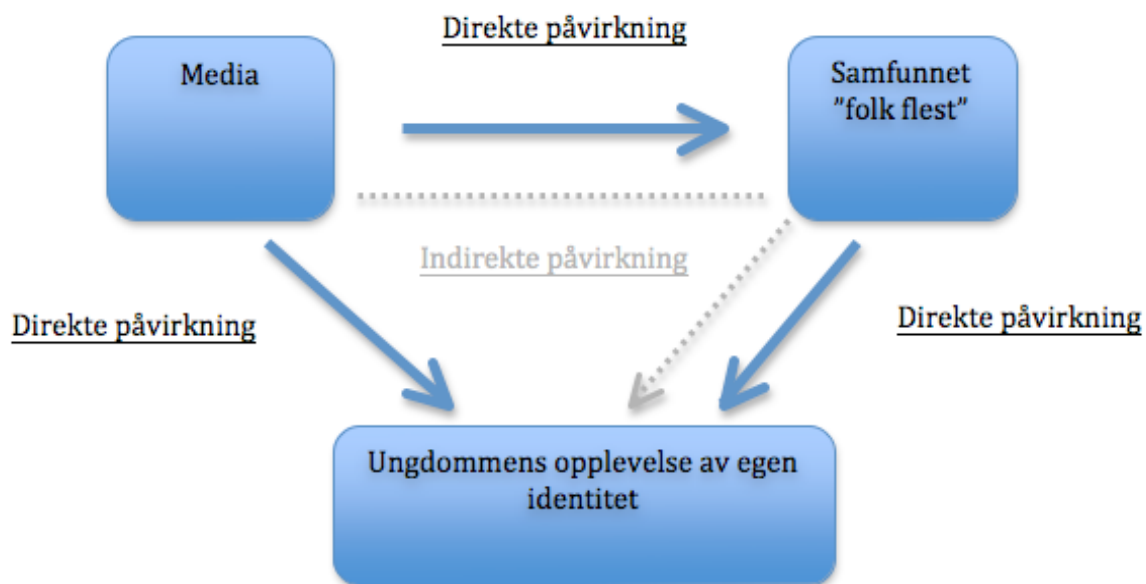 Direkte påvirkning
Media
Samfunnet
”folk flest”
Indirekte påvirkning
Direkte påvirkning
Direkte påvirkning
Ungdommens opplevelse av egen
identitet